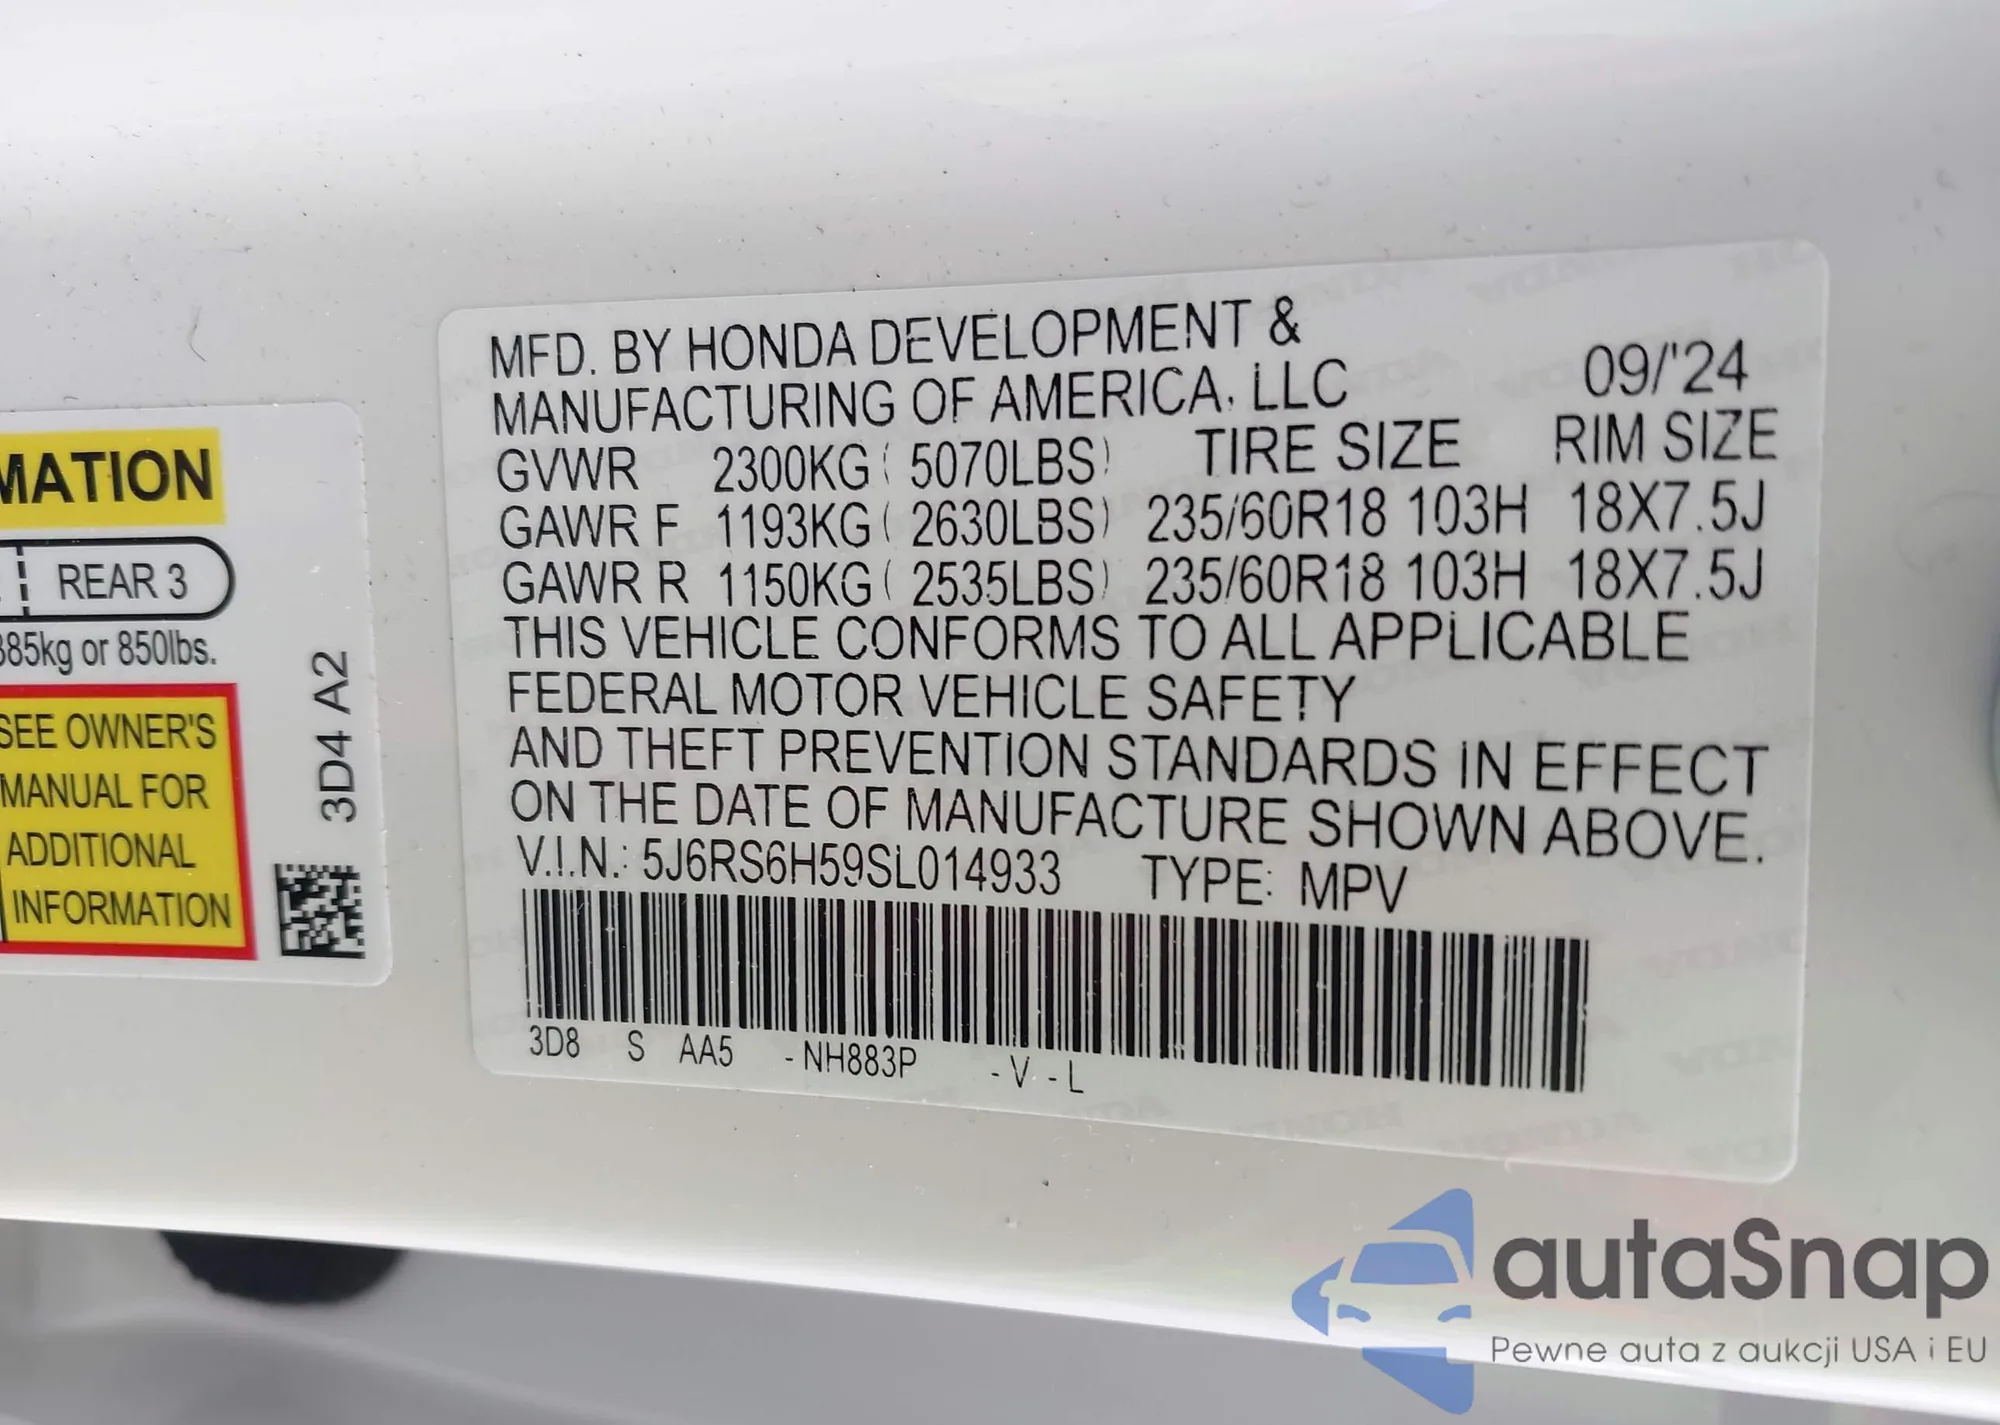 MATION
REAR 3
385kg or 850lbs.
SEE OWNER'S
MANUAL FOR
ADDITIONAL
INFORMATION
3D4 A2
MFD. BY HONDA DEVELOPMENT &
MANUFACTURING OF AMERICA, LLC 09/'24
GVWR 2300KG ( 5070LBS) TIRE SIZE RIM SIZE
GAWR F 1193KG ( 2630LBS) 235/60R18 103H 18X7.5J
GAWR R 1150KG ( 2535LBS) 235/60R18 103H 18X7.5J
THIS VEHICLE CONFORMS TO ALL APPLICABLE
FEDERAL MOTOR VEHICLE SAFETY
AND THEFT PREVENTION STANDARDS IN EFFECT
ON THE DATE OF MANUFACTURE SHOWN ABOVE.
V.I.N.: 5J6RS6H59SL014933 TYPE: MPV
3D8 S AA5 - NH883P - V - L
autaSnap
Pewne auta z aukcji USA i EU